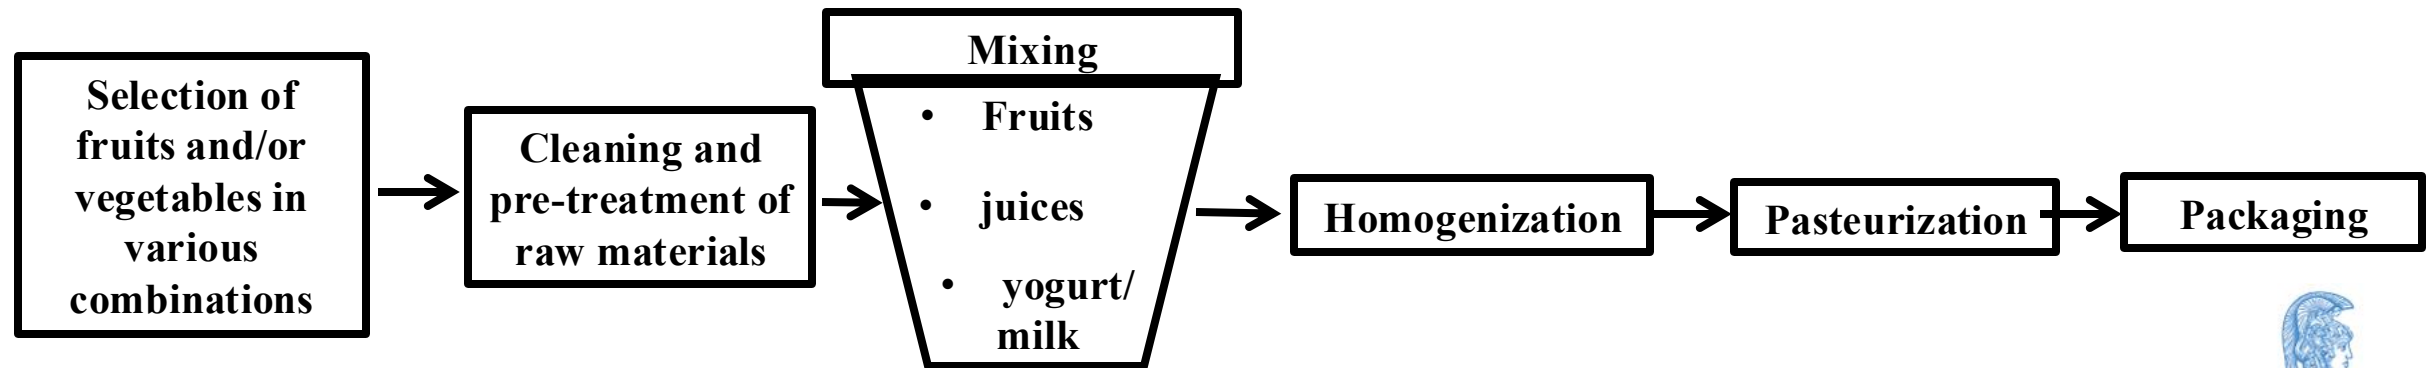 Selection of
fruits and/or
vegetables in
various
combinations
Cleaning and
pre-treatment of
raw materials
Mixing
• Fruits
• juices
• yogurt/
milk
Homogenization
Pasteurization
Packaging